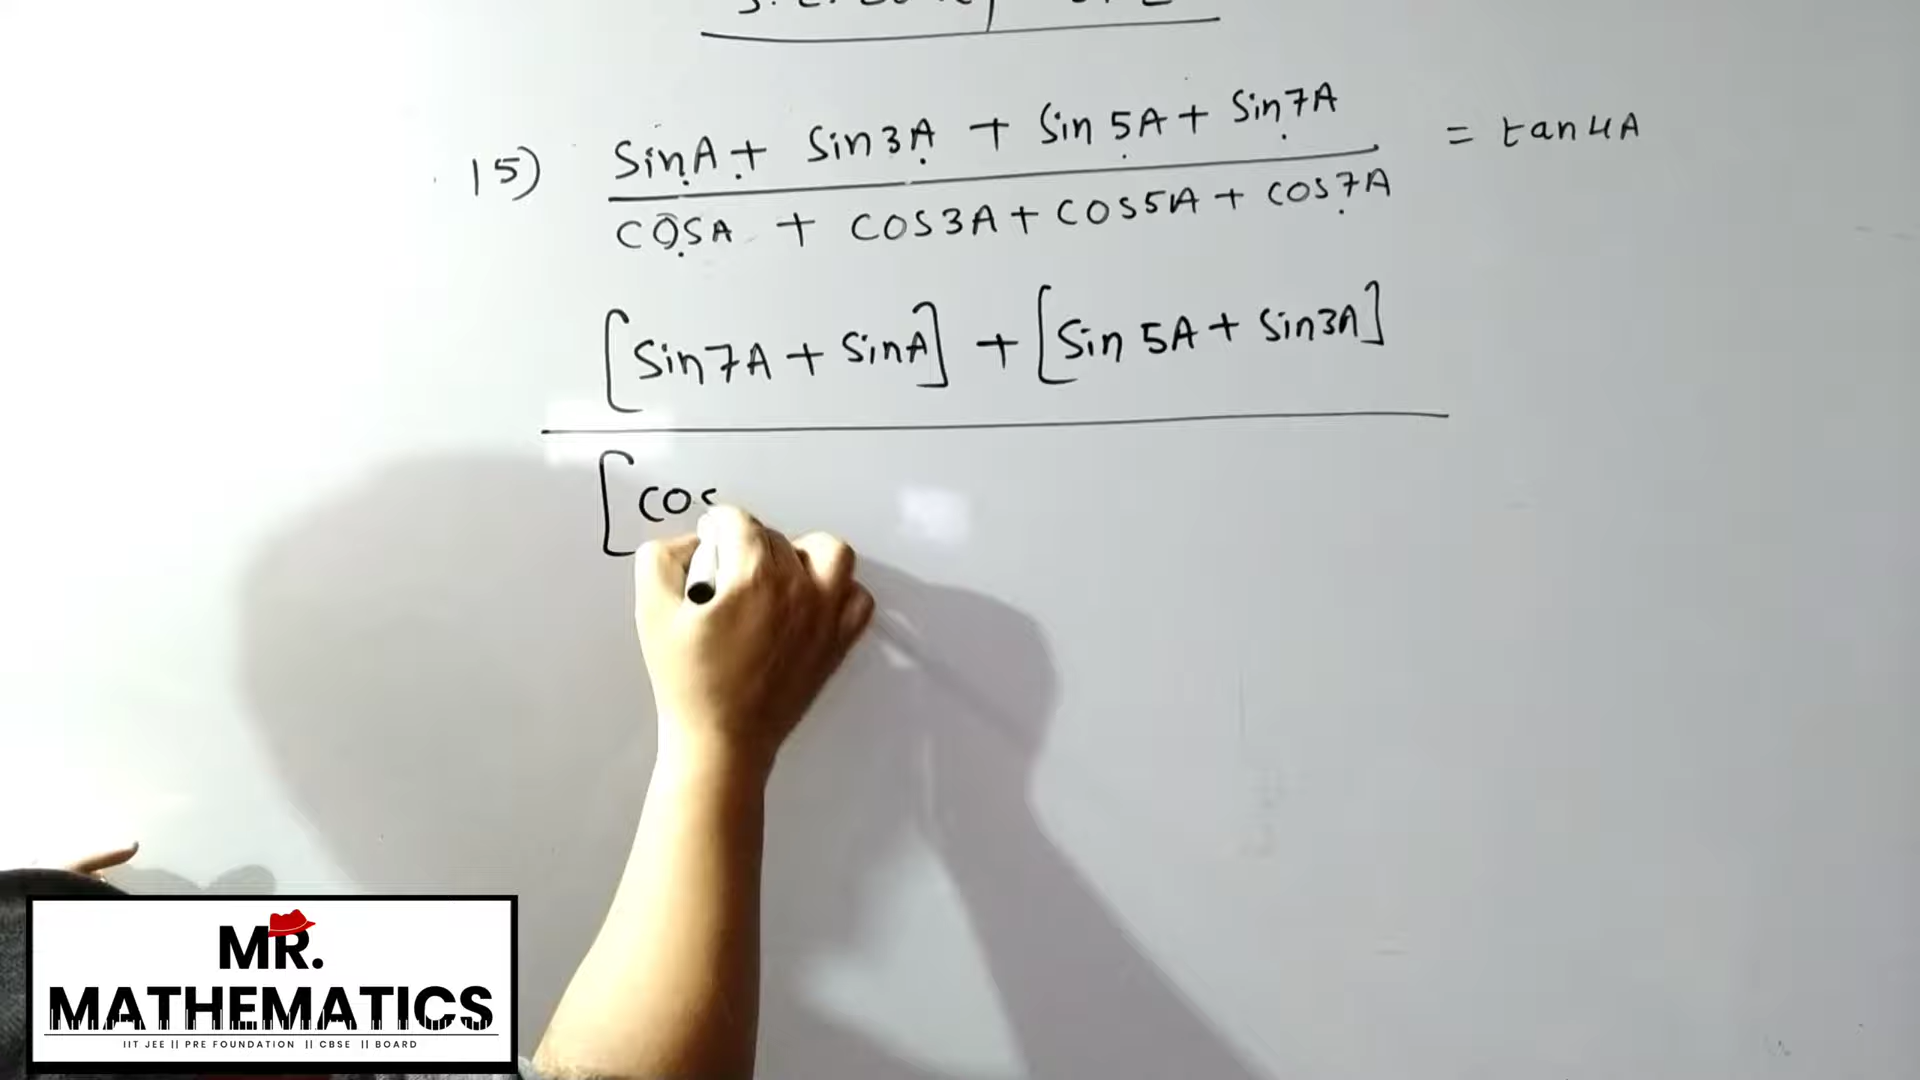 15) SinA + Sin3A + Sin5A + Sin7A = tan4A
COSA + COS3A + COS5A + COS7A
[Sin7A + SinA] + [Sin5A + Sin3A]
[COS
MR.
MATHEMATICS
IIT JEE || PRE FOUNDATION || CBSE || BOARD